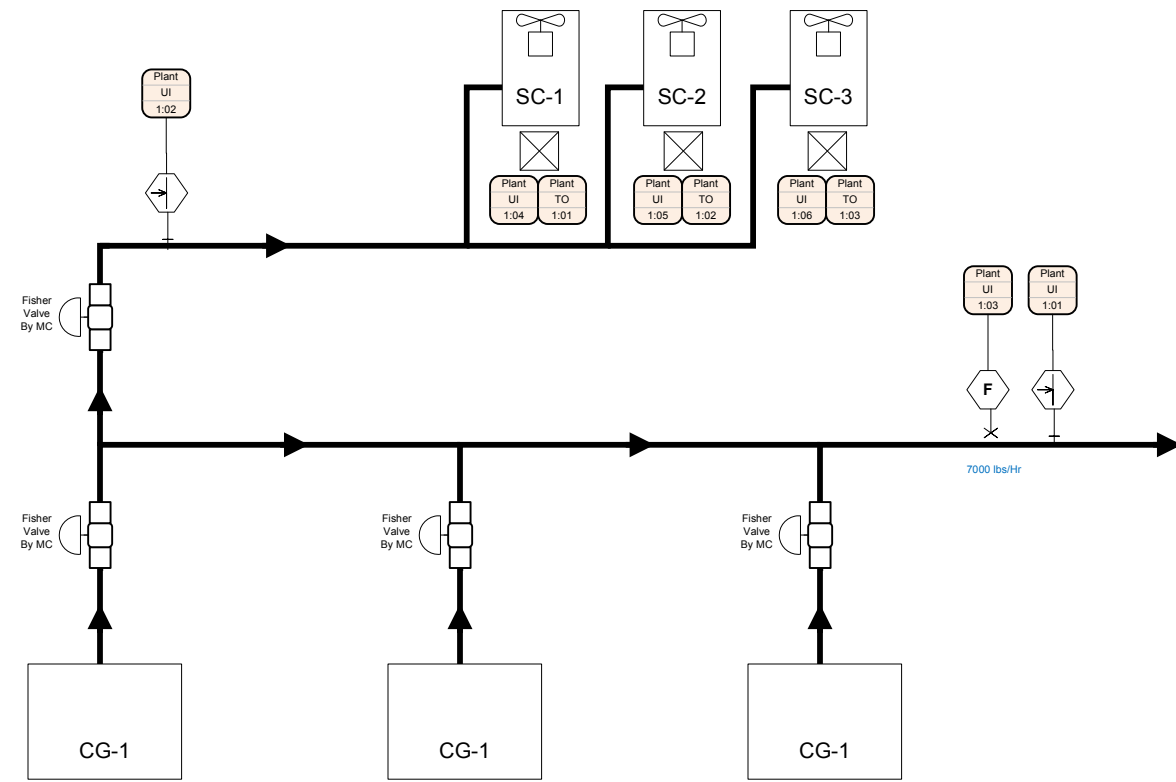 SC-1
SC-2
SC-3
Plant
UI
1:02
Plant
UI
1:04
Plant
TO
1:01
Plant
UI
1:05
Plant
TO
1:02
Plant
UI
1:06
Plant
TO
1:03
Fisher
Valve
By MC
Plant
UI
1:03
Plant
UI
1:01
F
7000 lbs/Hr
Fisher
Valve
By MC
Fisher
Valve
By MC
Fisher
Valve
By MC
CG-1
CG-1
CG-1